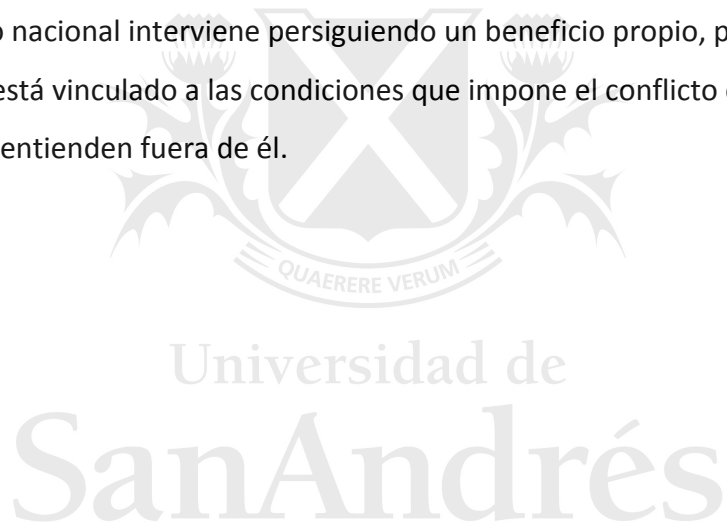 o nacional interviene persiguiendo un beneficio propio, p
está vinculado a las condiciones que impone el conflicto
entienden fuera de él.
QUAERERE VERUM
Universidad de
SanAndrés